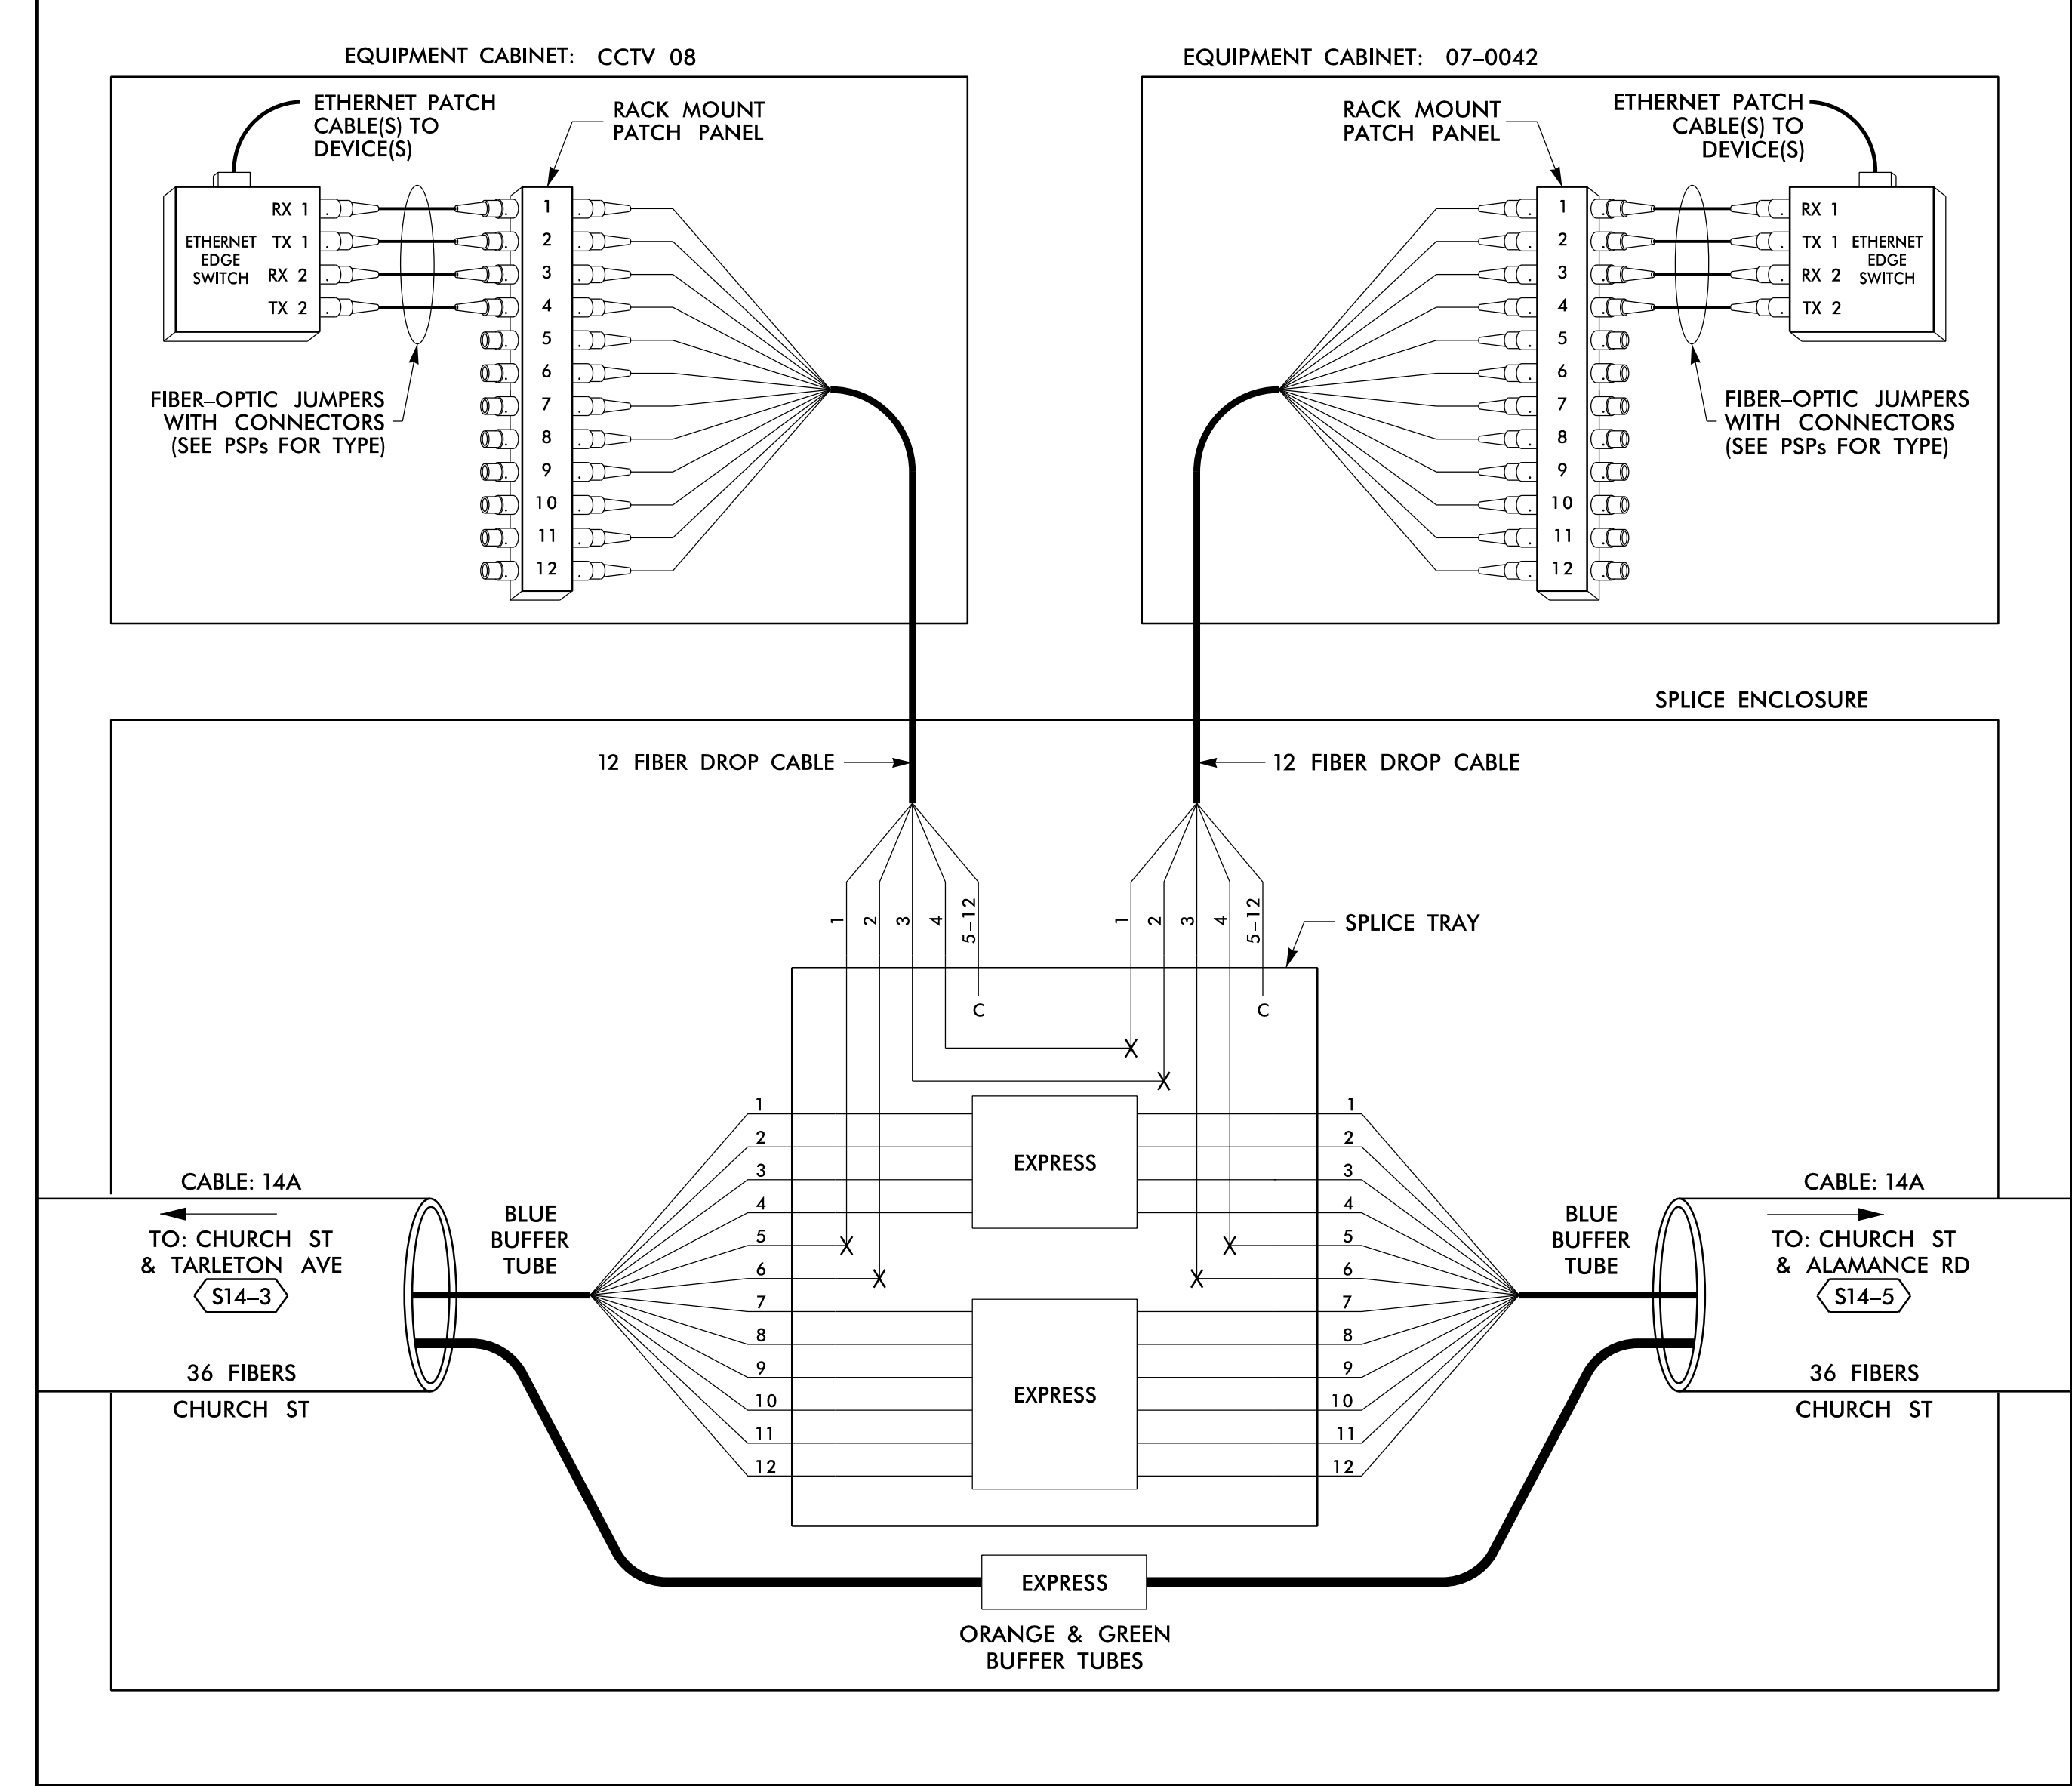 EQUIPMENT CABINET: CCTV 08
ETHERNET PATCH
CABLE(S) TO
DEVICE(S)
RACK MOUNT
PATCH PANEL
ETHERNET
EDGE
SWITCH
RX 1
TX 1
RX 2
TX 2
1
2
3
4
5
6
7
8
9
10
11
12
FIBER–OPTIC JUMPERS
WITH CONNECTORS
(SEE PSPs FOR TYPE)
EQUIPMENT CABINET: 07–0042
RACK MOUNT
PATCH PANEL
ETHERNET PATCH
CABLE(S) TO
DEVICE(S)
1
2
3
4
5
6
7
8
9
10
11
12
RX 1
TX 1
RX 2
TX 2
ETHERNET
EDGE
SWITCH
FIBER–OPTIC JUMPERS
WITH CONNECTORS
(SEE PSPs FOR TYPE)
SPLICE ENCLOSURE
12 FIBER DROP CABLE
12 FIBER DROP CABLE
1
2
3
4
5–12
1
2
3
4
5–12
SPLICE TRAY
C
C
CABLE: 14A
TO: CHURCH ST
& TARLETON AVE
S14–3
36 FIBERS
CHURCH ST
BLUE
BUFFER
TUBE
1
2
3
4
5
6
7
8
9
10
11
12
EXPRESS
EXPRESS
1
2
3
4
5
6
7
8
9
10
11
12
BLUE
BUFFER
TUBE
CABLE: 14A
TO: CHURCH ST
& ALAMANCE RD
S14–5
36 FIBERS
CHURCH ST
EXPRESS
ORANGE & GREEN
BUFFER TUBES